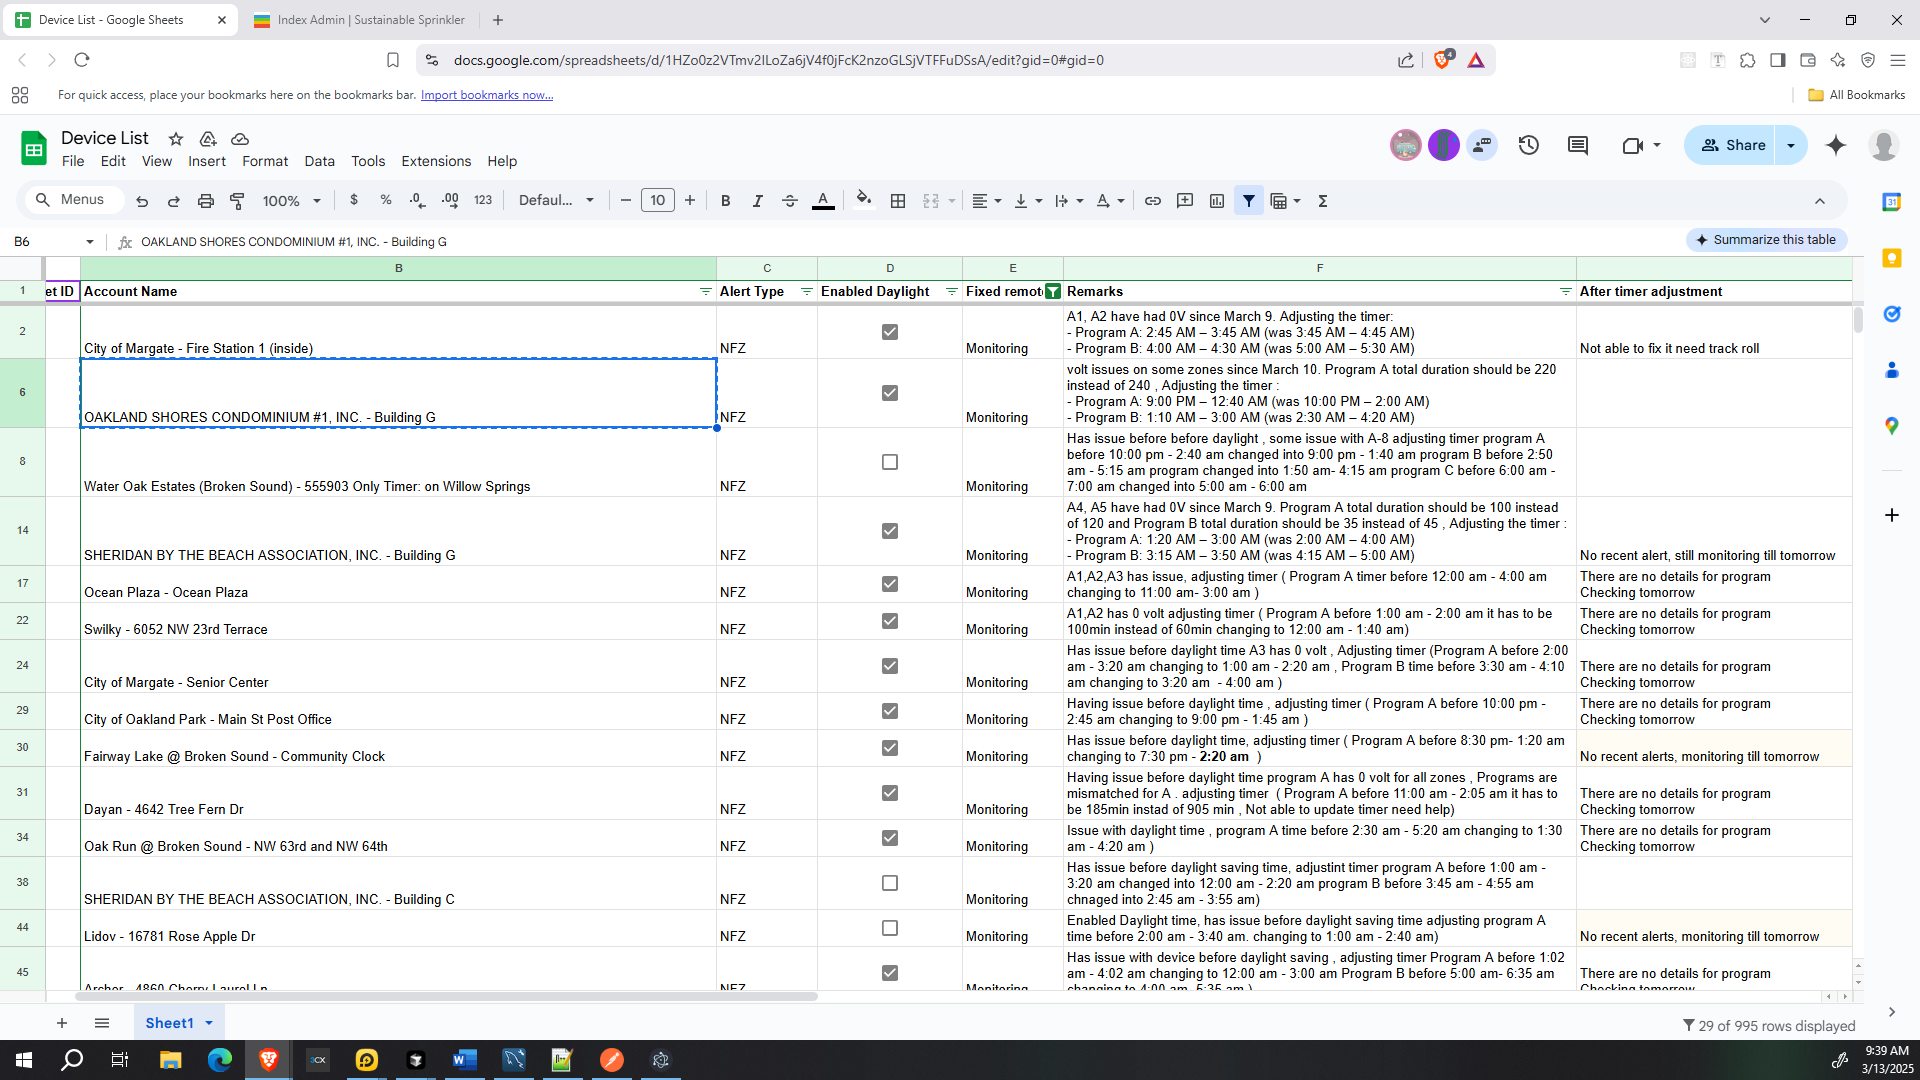 Device List - Google Sheets
Index Admin | Sustainable Sprinkler
docs.google.com/spreadsheets/d/1HZo0z2VTmv2ILoZa6jV4f0jFcK2nzoGLSjVTFFuDSsA/edit?gid=0#gid=0
4
For quick access, place your bookmarks here on the bookmarks bar. Import bookmarks now...
All Bookmarks
Device List
File Edit View Insert Format Data Tools Extensions Help
Share
Menus
100%
$ % .0 .00 123
Defaul...
10
B I A
B6
fx OAKLAND SHORES CONDOMINIUM #1, INC. - Building G
Summarize this table
B C D E F
1 et ID Account Name Alert Type Enabled Daylight Fixed remot Remarks After timer adjustment
2
City of Margate - Fire Station 1 (inside)
NFZ
Monitoring
A1, A2 have had 0V since March 9. Adjusting the timer:
- Program A: 2:45 AM – 3:45 AM (was 3:45 AM – 4:45 AM)
- Program B: 4:00 AM – 4:30 AM (was 5:00 AM – 5:30 AM)
Not able to fix it need track roll
6
OAKLAND SHORES CONDOMINIUM #1, INC. - Building G
NFZ
Monitoring
volt issues on some zones since March 10. Program A total duration should be 220
instead of 240 , Adjusting the timer :
- Program A: 9:00 PM – 12:40 AM (was 10:00 PM – 2:00 AM)
- Program B: 1:10 AM – 3:00 AM (was 2:30 AM – 4:20 AM)
8
Water Oak Estates (Broken Sound) - 555903 Only Timer: on Willow Springs
NFZ
Monitoring
Has issue before before daylight , some issue with A-8 adjusting timer program A
before 10:00 pm - 2:40 am changed into 9:00 pm - 1:40 am program B before 2:50
am - 5:15 am program changed into 1:50 am- 4:15 am program C before 6:00 am -
7:00 am changed into 5:00 am - 6:00 am
14
SHERIDAN BY THE BEACH ASSOCIATION, INC. - Building G
NFZ
Monitoring
A4, A5 have had 0V since March 9. Program A total duration should be 100 instead
of 120 and Program B total duration should be 35 instead of 45 , Adjusting the timer :
- Program A: 1:20 AM – 3:00 AM (was 2:00 AM – 4:00 AM)
- Program B: 3:15 AM – 3:50 AM (was 4:15 AM – 5:00 AM)
No recent alert, still monitoring till tomorrow
17
Ocean Plaza - Ocean Plaza
NFZ
Monitoring
A1,A2,A3 has issue, adjusting timer ( Program A timer before 12:00 am - 4:00 am
changing to 11:00 am- 3:00 am )
There are no details for program
Checking tomorrow
22
Swilky - 6052 NW 23rd Terrace
NFZ
Monitoring
A1,A2 has 0 volt adjusting timer ( Program A before 1:00 am - 2:00 am it has to be
100min instead of 60min changing to 12:00 am - 1:40 am)
There are no details for program
Checking tomorrow
24
City of Margate - Senior Center
NFZ
Monitoring
Has issue before daylight time A3 has 0 volt , Adjusting timer (Program A before 2:00
am - 3:20 am changing to 1:00 am - 2:20 am , Program B time before 3:30 am - 4:10
am changing to 3:20 am - 4:00 am )
There are no details for program
Checking tomorrow
29
City of Oakland Park - Main St Post Office
NFZ
Monitoring
Having issue before daylight time , adjusting timer ( Program A before 10:00 pm -
2:45 am changing to 9:00 pm - 1:45 am )
There are no details for program
Checking tomorrow
30
Fairway Lake @ Broken Sound - Community Clock
NFZ
Monitoring
Has issue before daylight time, adjusting timer ( Program A before 8:30 pm- 1:20 am
changing to 7:30 pm - 2:20 am )
No recent alerts, monitoring till tomorrow
31
Dayan - 4642 Tree Fern Dr
NFZ
Monitoring
Having issue before daylight time program A has 0 volt for all zones , Programs are
mismatched for A . adjusting timer ( Program A before 11:00 am - 2:05 am it has to
be 185min instad of 905 min , Not able to update timer need help)
There are no details for program
Checking tomorrow
34
Oak Run @ Broken Sound - NW 63rd and NW 64th
NFZ
Monitoring
Issue with daylight time , program A time before 2:30 am - 5:20 am changing to 1:30
am - 4:20 am )
There are no details for program
Checking tomorrow
38
SHERIDAN BY THE BEACH ASSOCIATION, INC. - Building C
NFZ
Monitoring
Has issue before daylight saving time, adjustint timer program A before 1:00 am -
3:20 am changed into 12:00 am - 2:20 am program B before 3:45 am - 4:55 am
chnaged into 2:45 am - 3:55 am)
44
Lidov - 16781 Rose Apple Dr
NFZ
Monitoring
Enabled Daylight time, has issue before daylight saving time adjusting program A
time before 2:00 am - 3:40 am. changing to 1:00 am - 2:40 am)
No recent alerts, monitoring till tomorrow
45
Archer - 4860 Cherry Laurel Ln
NFZ
Monitoring
Has issue with device before daylight saving , adjusting timer Program A before 1:02
am - 4:02 am changing to 12:00 am - 3:00 am Program B before 5:00 am- 6:35 am
changing to 4:00 am -5:35 am )
There are no details for program
Checking tomorrow
Sheet1
29 of 995 rows displayed
9:39 AM
3/13/2025